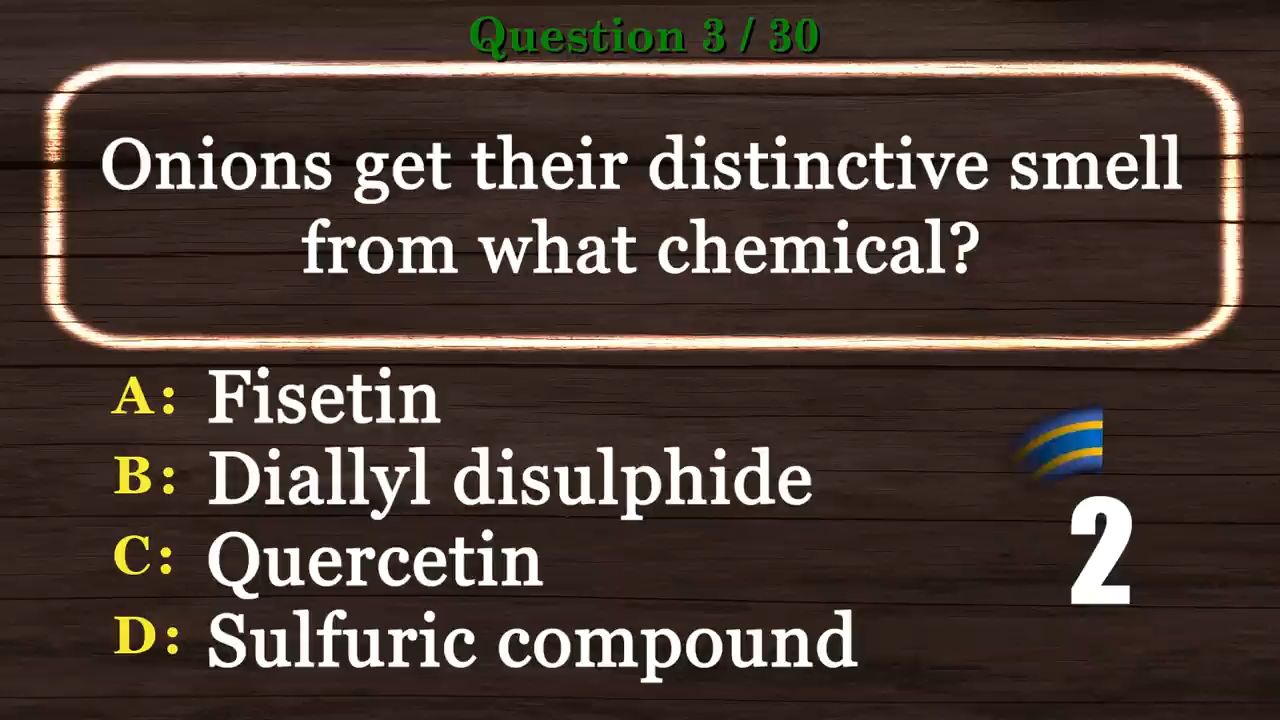 Question 3 / 30
Onions get their distinctive smell
from what chemical?
A: Fisetin
B: Diallyl disulphide
C: Quercetin
D: Sulfuric compound
2